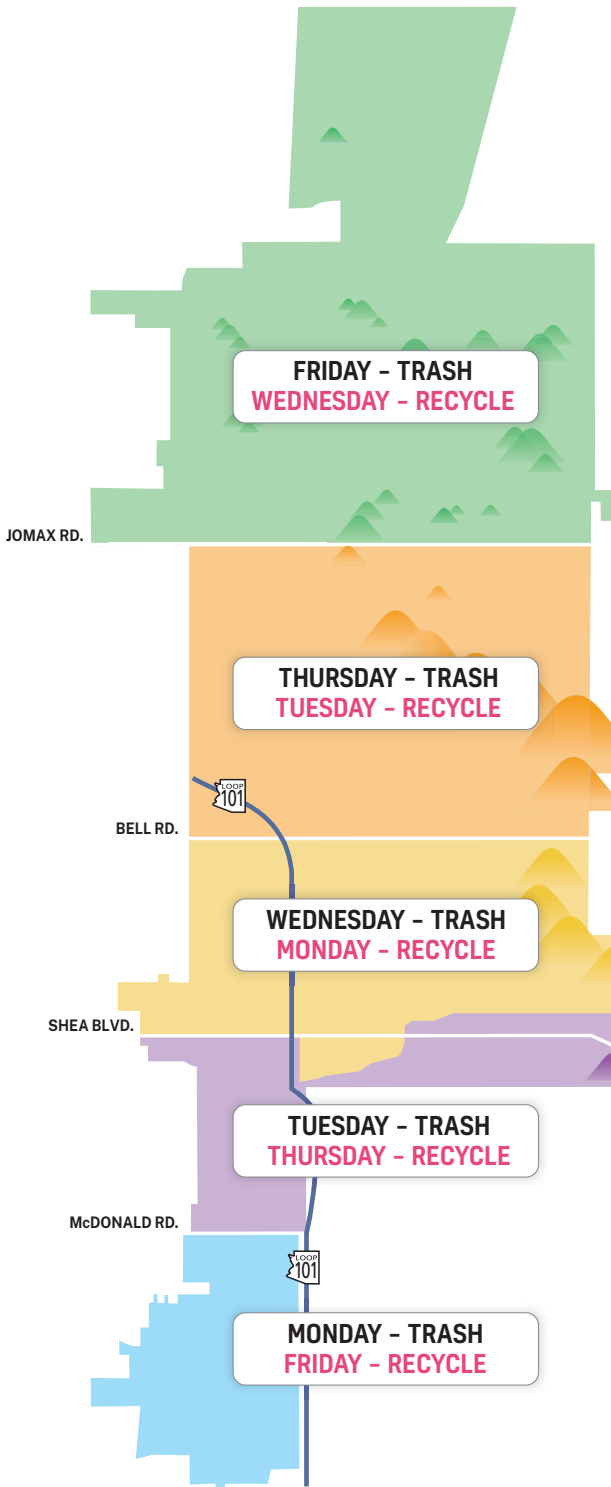 FRIDAY – TRASH
WEDNESDAY – RECYCLE
JOMAX RD.
THURSDAY – TRASH
TUESDAY – RECYCLE
LOOP
101
BELL RD.
WEDNESDAY – TRASH
MONDAY – RECYCLE
SHEA BLVD.
TUESDAY – TRASH
THURSDAY – RECYCLE
McDONALD RD.
LOOP
101
MONDAY – TRASH
FRIDAY – RECYCLE